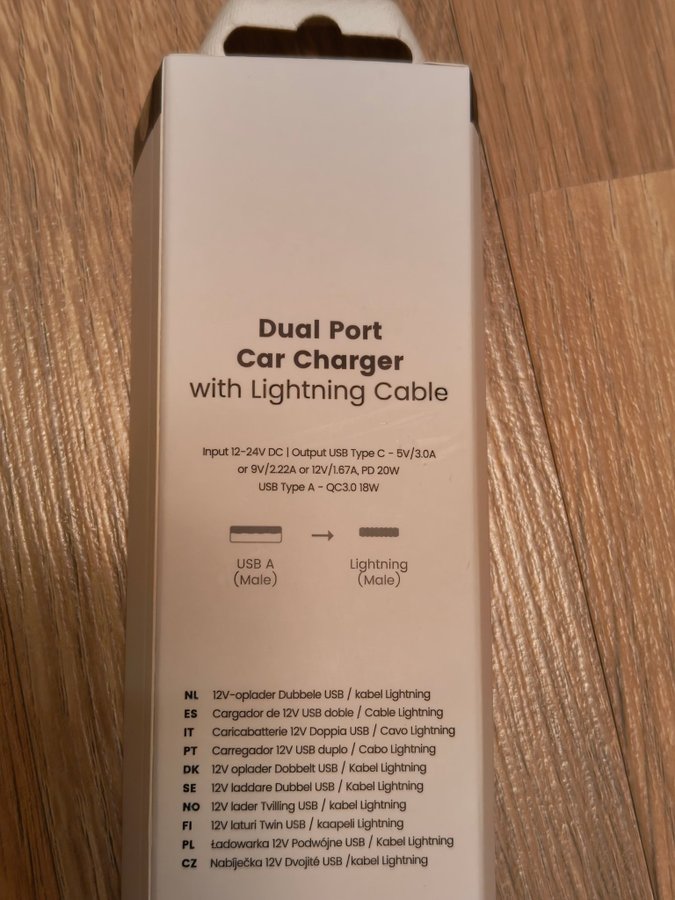 Dual Port
Car Charger
with Lightning Cable
Input 12-24V DC | Output USB Type C - 5V/3.0A
or 9V/2.22A or 12V/1.67A, PD 20W
USB Type A - QC3.0 18W
USB A → Lightning
(Male) (Male)
NL 12V-oplader Dubbele USB / kabel Lightning
ES Cargador de 12V USB doble / Cable Lightning
IT Caricabatterie 12V Doppia USB / Cavo Lightning
PT Carregador 12V USB duplo / Cabo Lightning
DK 12V oplader Dobbelt USB / Kabel Lightning
SE 12V laddare Dubbel USB / Kabel Lightning
NO 12V lader Tvilling USB / kabel Lightning
FI 12V laturi Twin USB / kaapeli Lightning
PL Ładowarka 12V Podwójne USB / Kabel Lightning
CZ Nabíječka 12V Dvojité USB /kabel Lightning